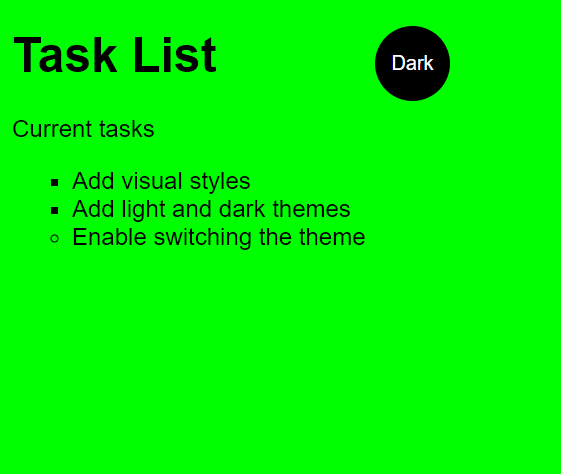 Task List
Dark
Current tasks
Add visual styles
Add light and dark themes
Enable switching the theme